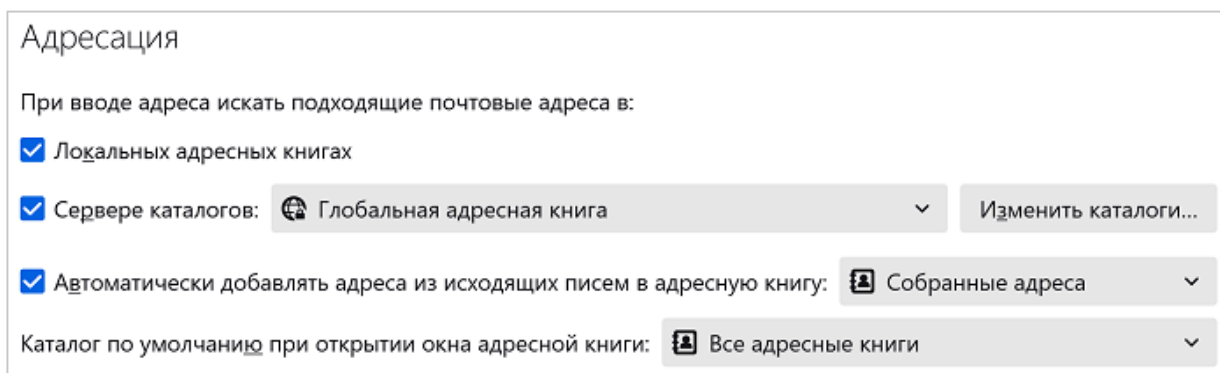 Адресация
При вводе адреса искать подходящие почтовые адреса в:
Локальных адресных книгах
Сервере каталогов: Глобальная адресная книга Изменить каталоги...
Автоматически добавлять адреса из исходящих писем в адресную книгу: Собранные адреса
Каталог по умолчанию при открытии окна адресной книги: Все адресные книги